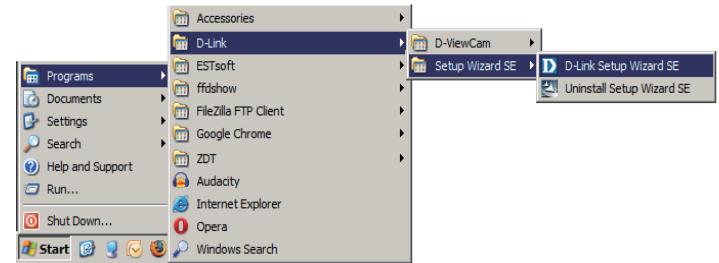 Programs
Documents
Settings
Search
Help and Support
Run...
Shut Down...
Start
Accessories
D-Link
ESTsoft
ffdshow
FileZilla FTP Client
Google Chrome
ZDT
Audacity
Internet Explorer
Opera
Windows Search
D-ViewCam
Setup Wizard SE
D-Link Setup Wizard SE
Uninstall Setup Wizard SE